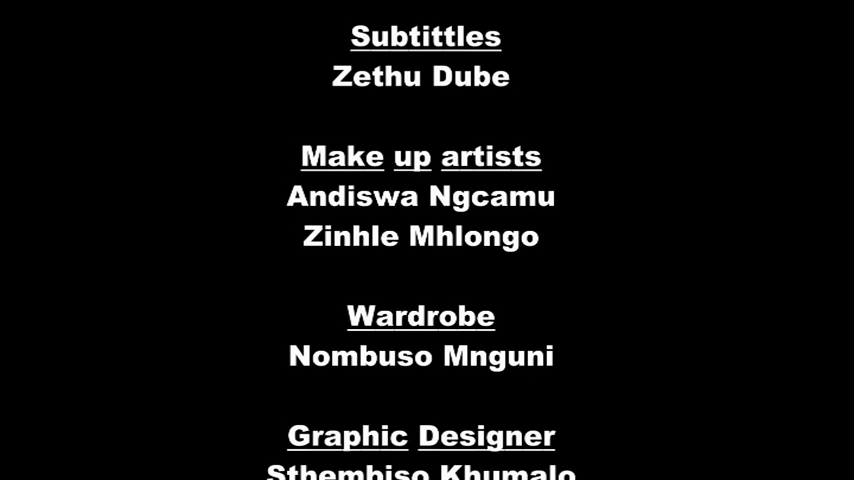 Subtittles
Zethu Dube
Make up artists
Andiswa Ngcamu
Zinhle Mhlongo
Wardrobe
Nombuso Mnguni
Graphic Designer
Sthembiso Khumalo